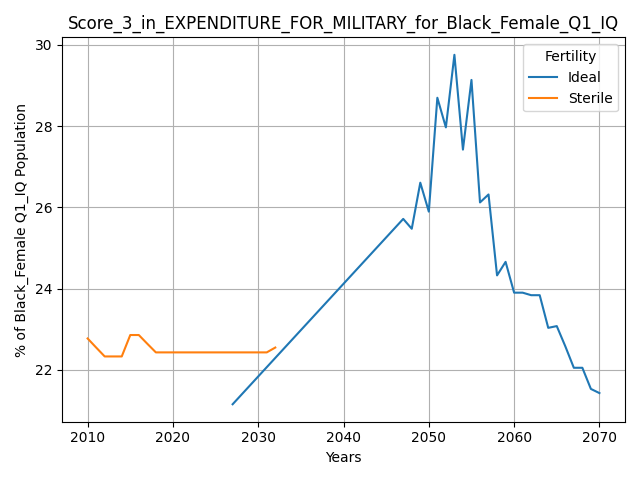 Score_3_in_EXPENDITURE_FOR_MILITARY_for_Black_Female_Q1_IQ
Fertility
Ideal
Sterile
% of Black_Female Q1_IQ Population
30
28
26
24
22
2010 2020 2030 2040 2050 2060 2070
Years